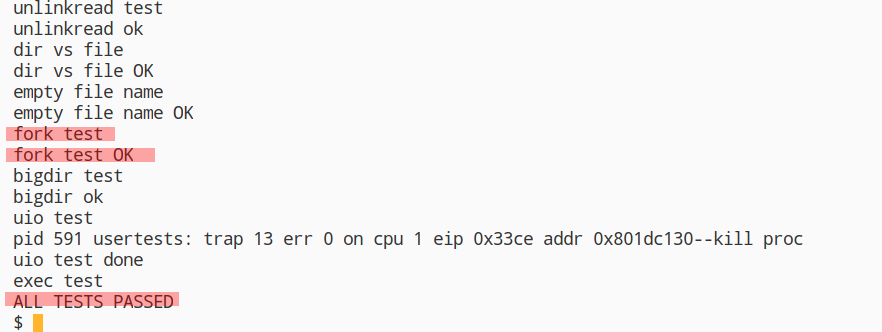 unlinkread test
unlinkread ok
dir vs file
dir vs file OK
empty file name
empty file name OK
fork test
fork test OK
bigdir test
bigdir ok
uio test
pid 591 usertests: trap 13 err 0 on cpu 1 eip 0x33ce addr 0x801dc130--kill proc
uio test done
exec test
ALL TESTS PASSED
$